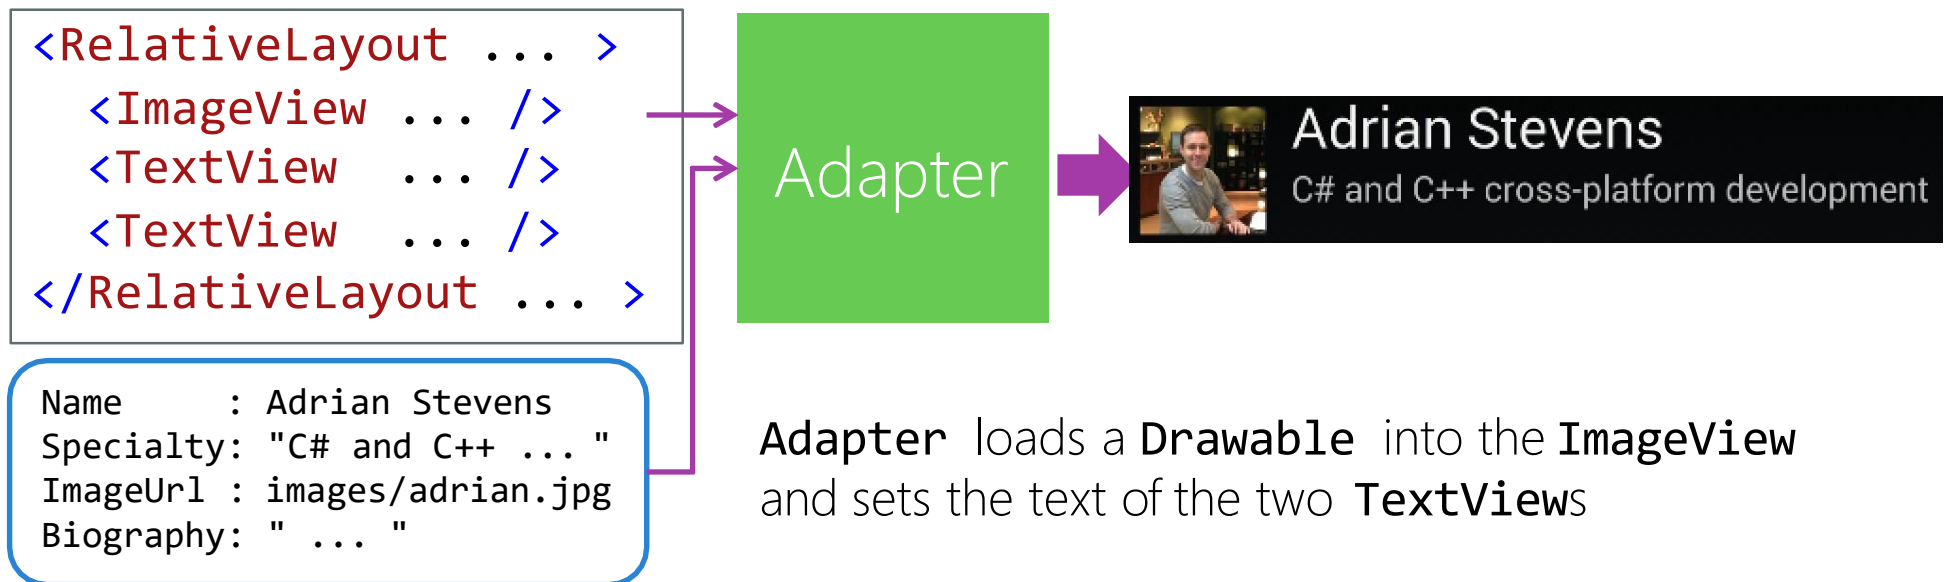 <RelativeLayout ... >
<ImageView ... />
<TextView ... />
<TextView ... />
</RelativeLayout ... >
Name : Adrian Stevens
Specialty: "C# and C++ ... "
ImageUrl : images/adrian.jpg
Biography: " ... "
Adapter
Adrian Stevens
C# and C++ cross-platform development
Adapter loads a Drawable into the ImageView
and sets the text of the two TextViews